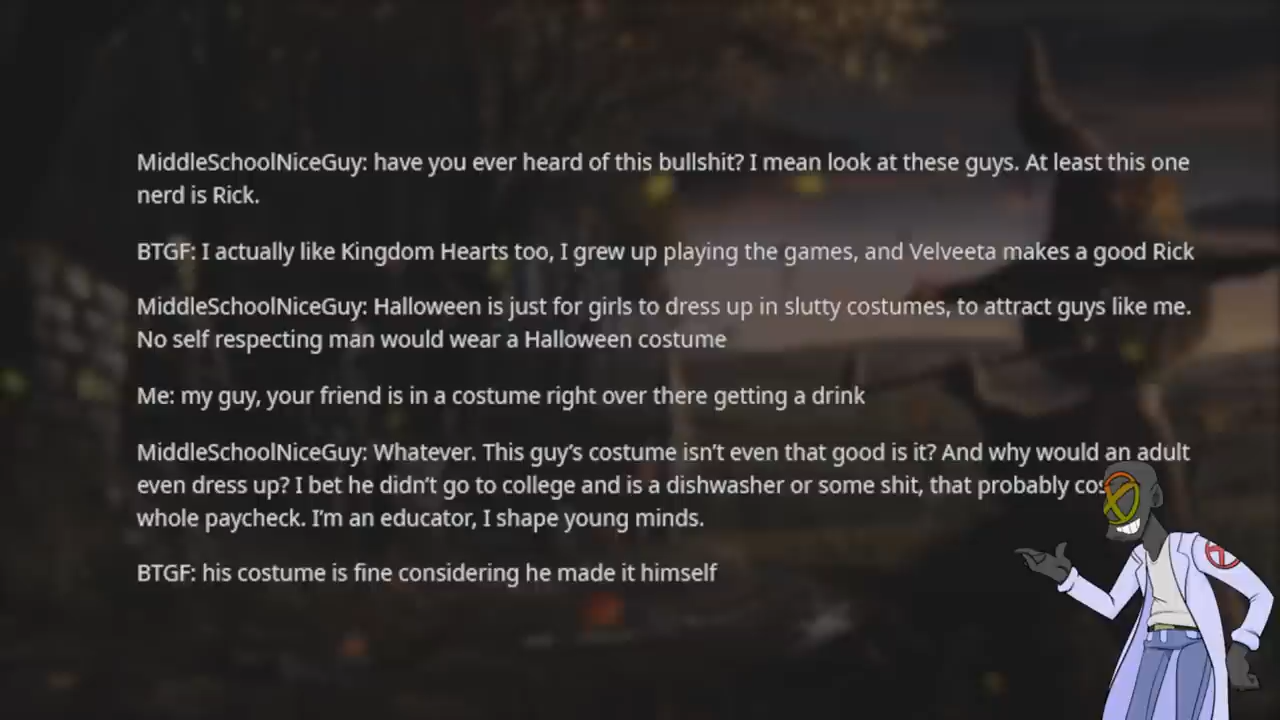 MiddleSchoolNiceGuy: have you ever heard of this bullshit? I mean look at these guys. At least this one
nerd is Rick.
BTGF: I actually like Kingdom Hearts too, I grew up playing the games, and Velveeta makes a good Rick
MiddleSchoolNiceGuy: Halloween is just for girls to dress up in slutty costumes, to attract guys like me.
No self respecting man would wear a Halloween costume
Me: my guy, your friend is in a costume right over there getting a drink
MiddleSchoolNiceGuy: Whatever. This guy’s costume isn’t even that good is it? And why would an adult
even dress up? I bet he didn’t go to college and is a dishwasher or some shit, that probably
whole paycheck. I’m an educator, I shape young minds.
BTGF: his costume is fine considering he made it himself